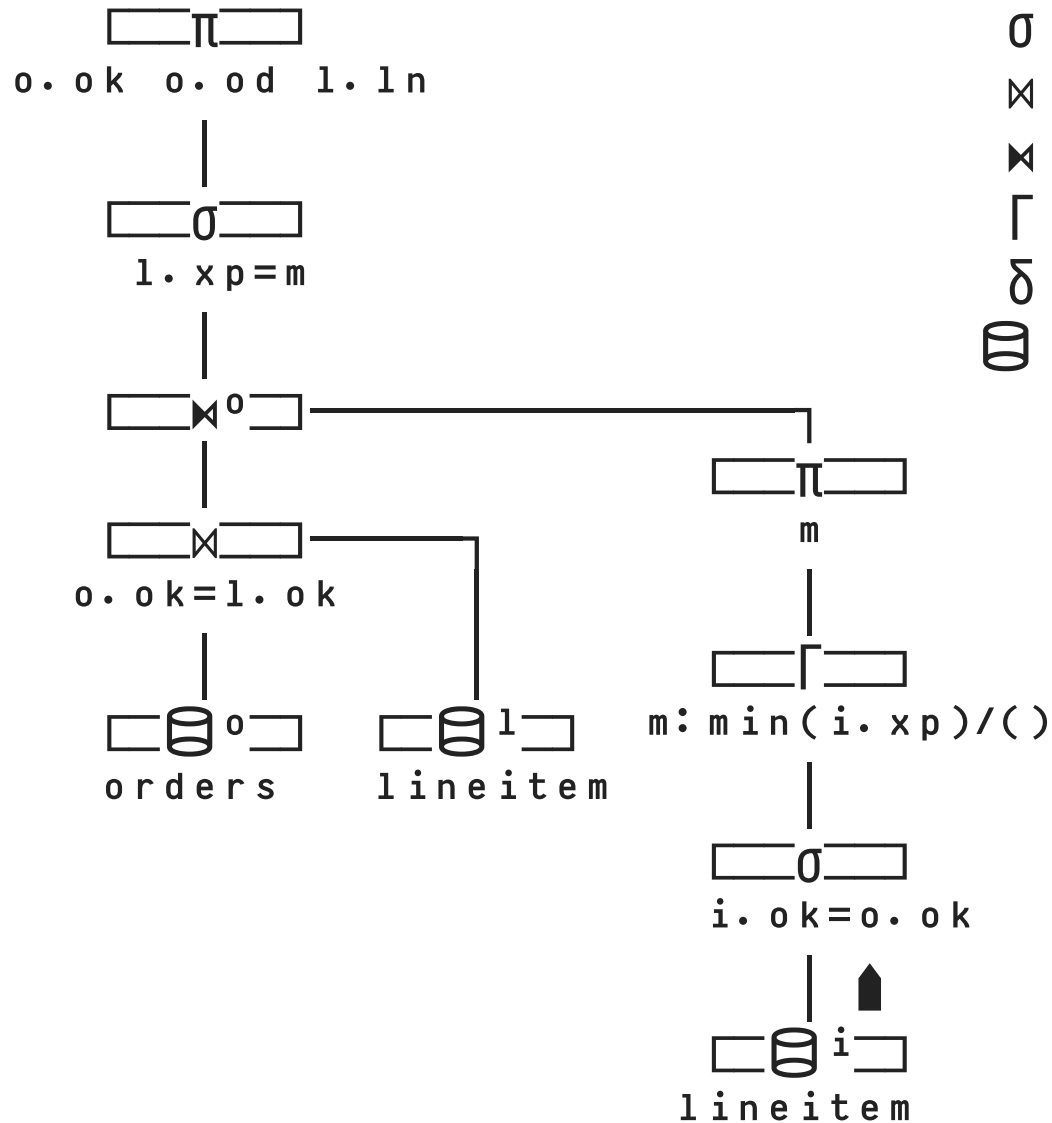 π
o.ok o.od l.ln
σ
l.xp=m
⧑ o
π
m
⋈
o.ok=l.ok
Γ
m:min(i.xp)/()
o
orders
l
lineitem
σ
i.ok=o.ok
i
lineitem
σ
⋈
⧑
Γ
δ